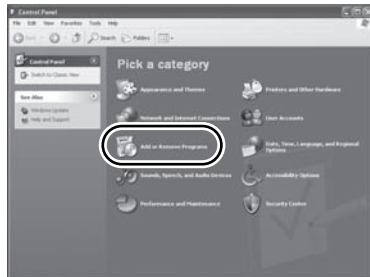 Control Panel
File Edit View Favorites Tools Help
Search Folders
Control Panel
Switch to Classic View
See Also
Windows Update
Help and Support
Pick a category
Appearance and Themes
Printers and Other Hardware
Network and Internet Connections
User Accounts
Add or Remove Programs
Date, Time, Language, and Regional Options
Sounds, Speech, and Audio Devices
Accessibility Options
Performance and Maintenance
Security Center